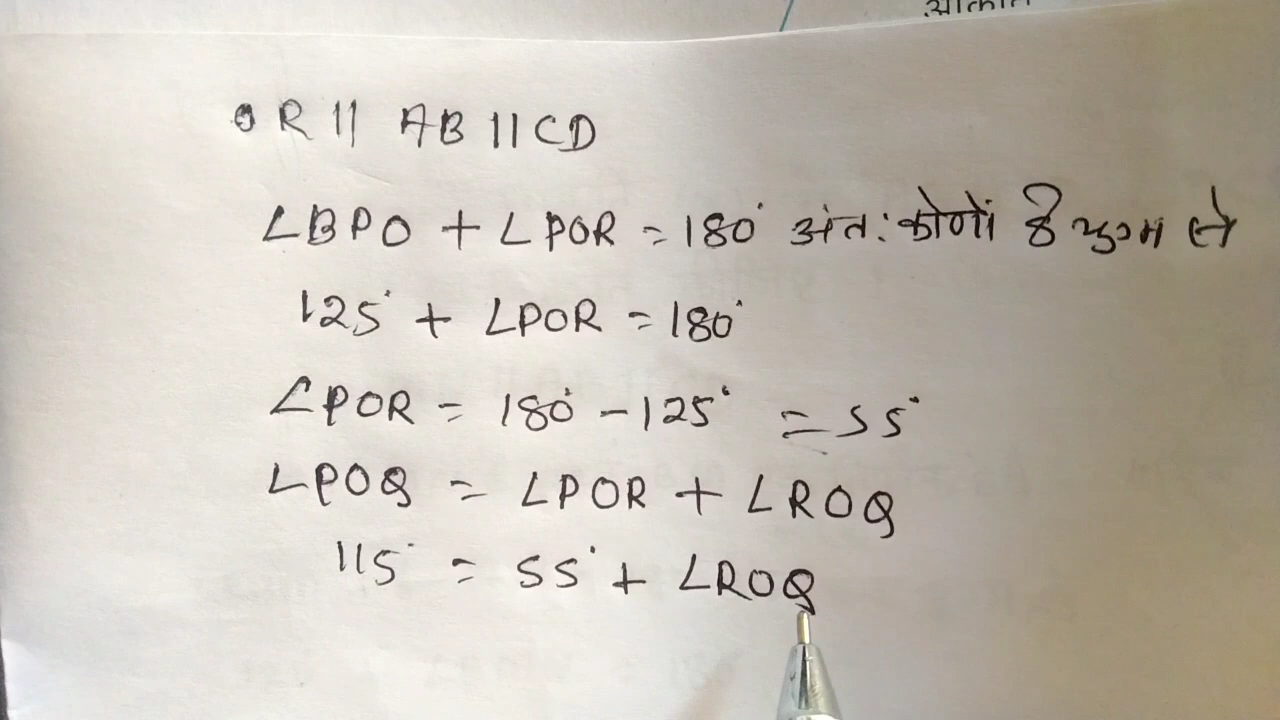 आकृति
OR || AB || CD
∠BPO + ∠POR = 180° अंत: कोणों के युग्म से
125° + ∠POR = 180°
∠POR = 180° - 125° = 55°
∠POQ = ∠POR + ∠ROQ
115° = 55° + ∠ROQ